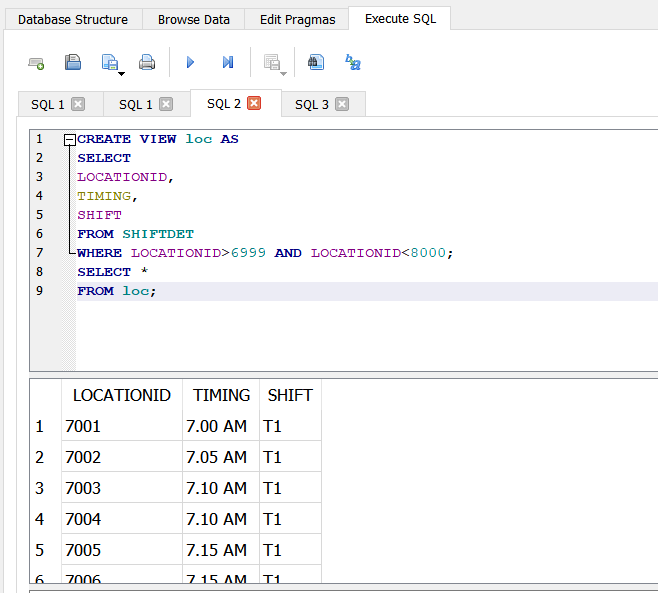 Database Structure Browse Data Edit Pragmas Execute SQL
SQL 1 SQL 1 SQL 2 SQL 3
1 CREATE VIEW loc AS
2 SELECT
3 LOCATIONID,
4 TIMING,
5 SHIFT
6 FROM SHIFTDET
7 WHERE LOCATIONID>6999 AND LOCATIONID<8000;
8 SELECT *
9 FROM loc;
LOCATIONID TIMING SHIFT
1 7001 7.00 AM T1
2 7002 7.05 AM T1
3 7003 7.10 AM T1
4 7004 7.10 AM T1
5 7005 7.15 AM T1
6 7006 7.15 AM T1